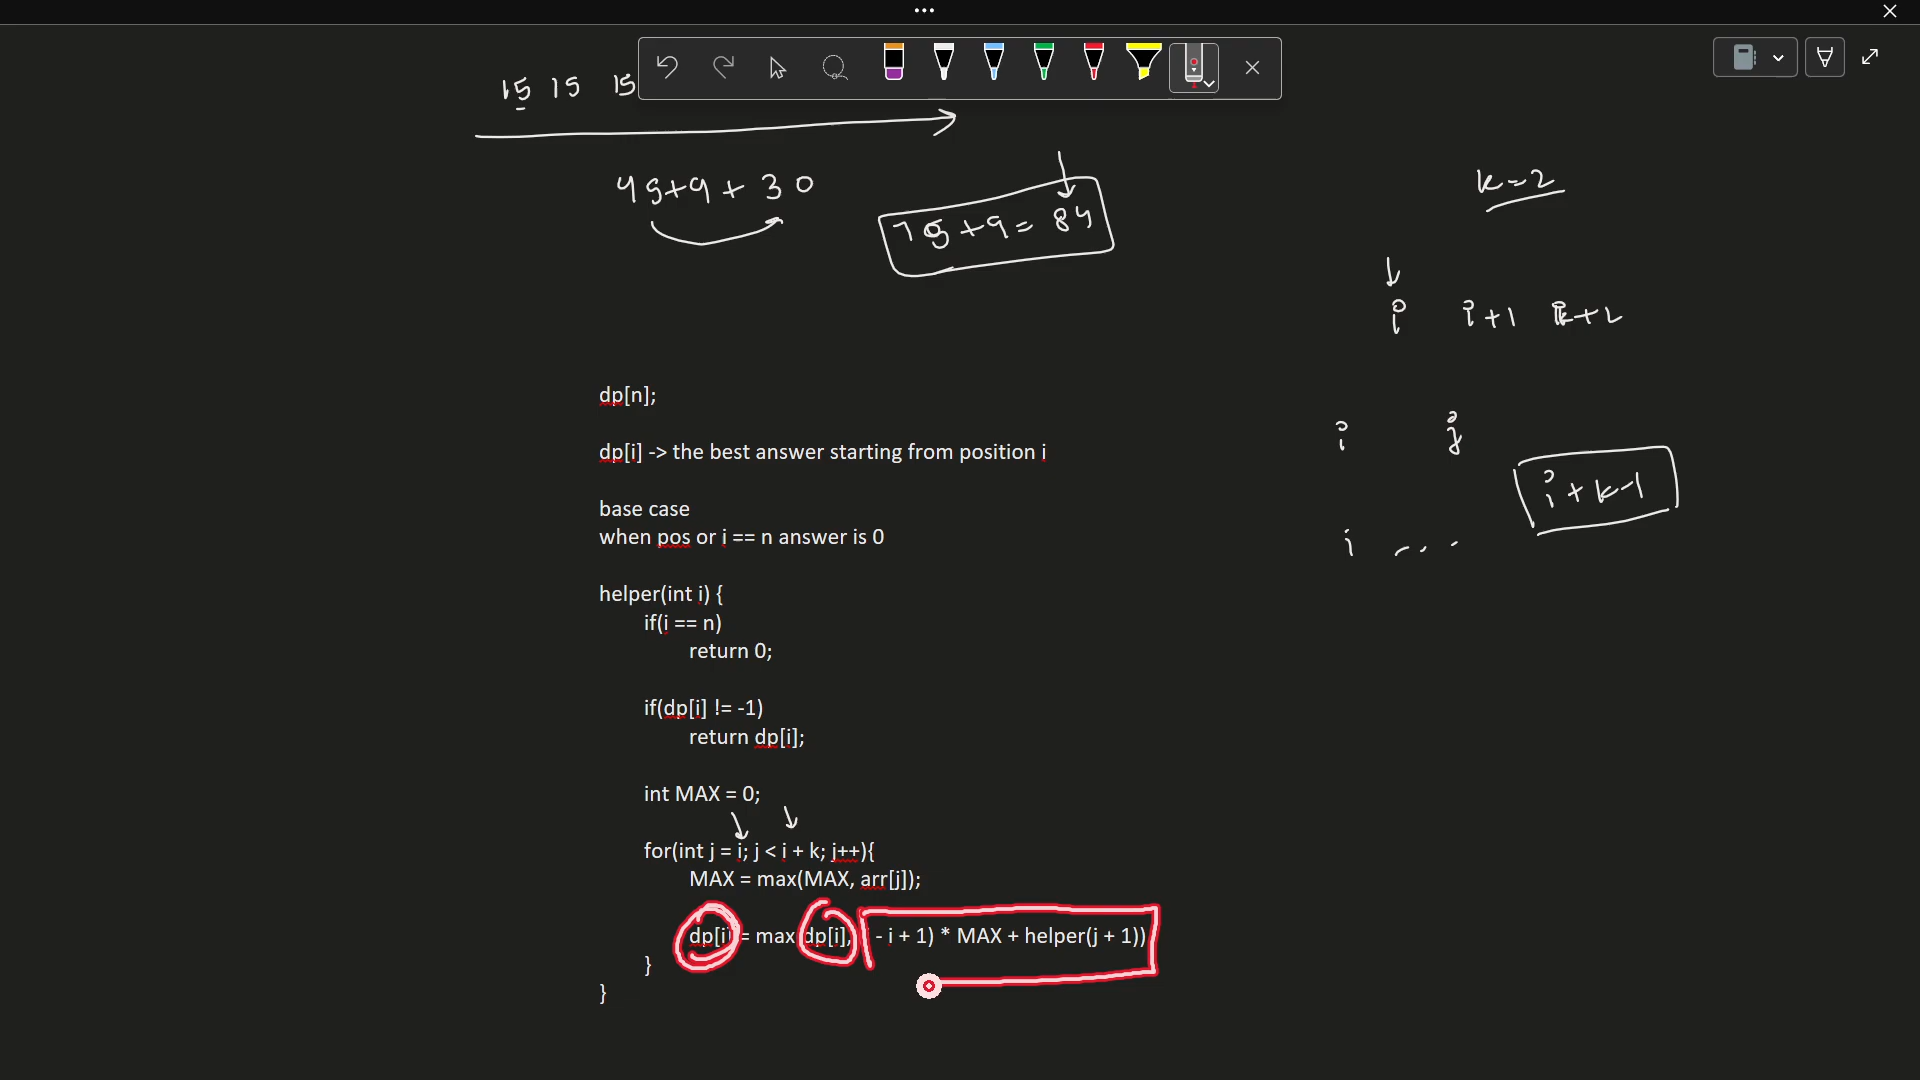 15 15 15
45+9+30
75+9=84
k=2
i i+1 i+2
dp[n];
dp[i] -> the best answer starting from position i
i j
i+k-1
base case
when pos or i == n answer is 0
i ...
helper(int i) {
if(i == n)
return 0;
if(dp[i] != -1)
return dp[i];
int MAX = 0;
for(int j = i; j < i + k; j++){
MAX = max(MAX, arr[j]);
dp[i] = max dp[i], - i + 1) * MAX + helper(j + 1))
}
}